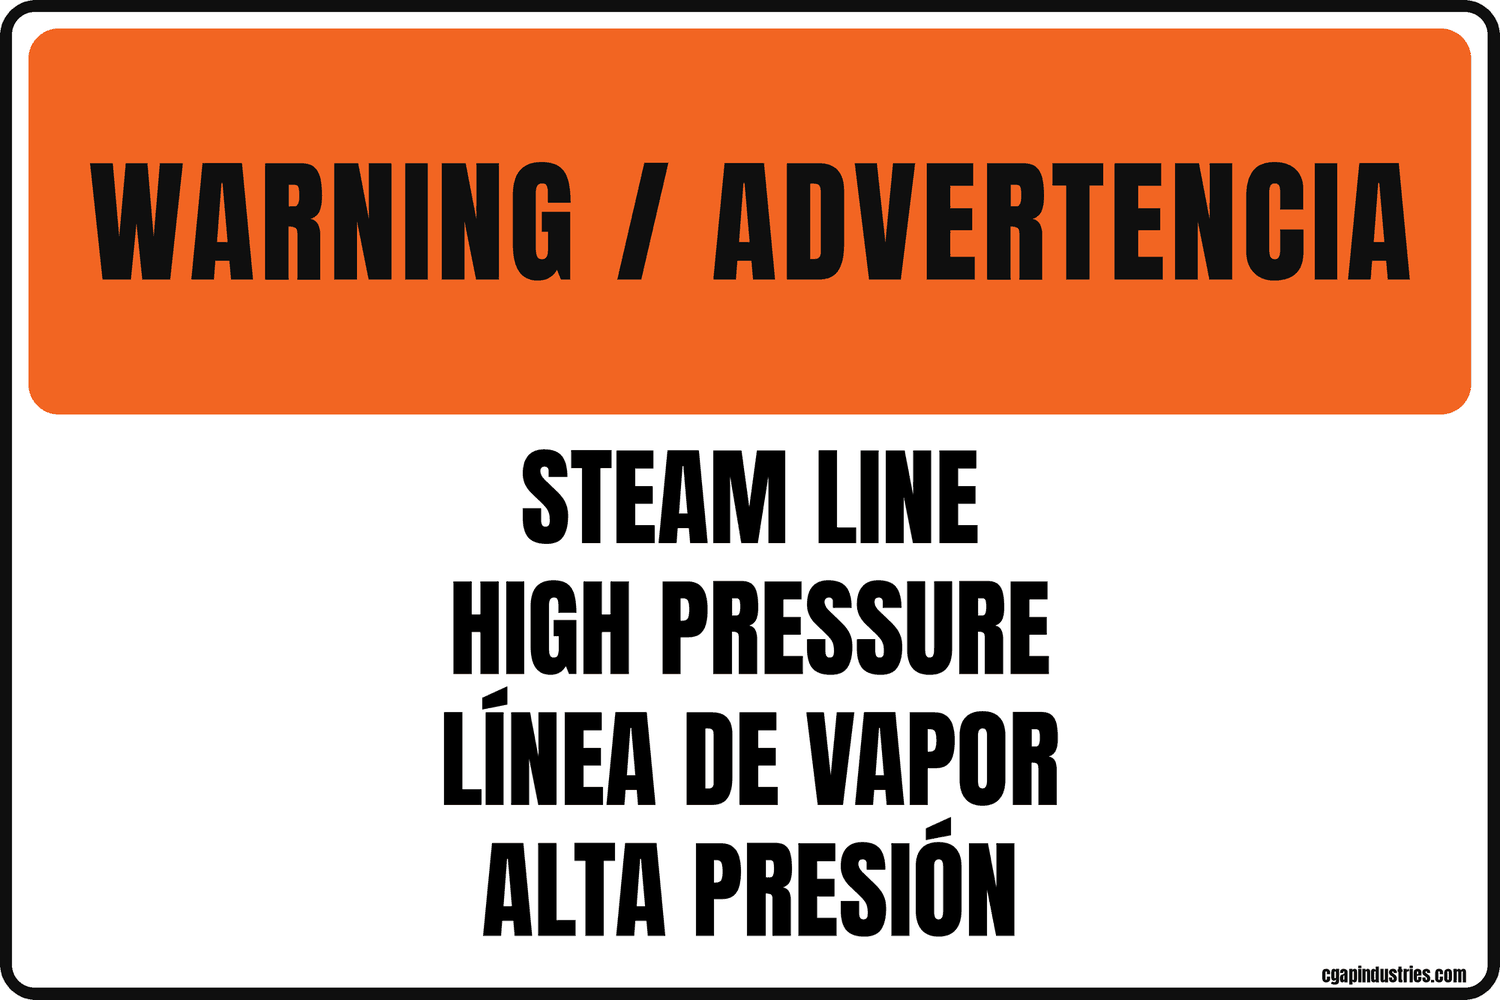 WARNING / ADVERTENCIA
STEAM LINE
HIGH PRESSURE
LÍNEA DE VAPOR
ALTA PRESIÓN
cgapindustries.com